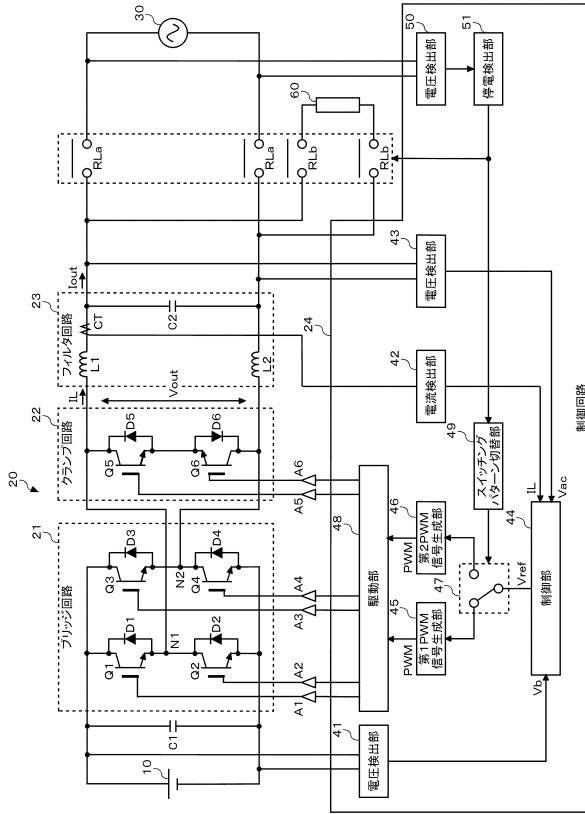 20
10
C1
21
ブリッジ回路
Q1
D1
Q2
D2
N1
Q3
D3
N2
Q4
D4
22
クランプ回路
Q5
D5
Q6
D6
IL
Vout
23
フィルタ回路
L1
CT
C2
L2
Iout
RLa
RLa
RLb
RLb
60
30
A1
A2
A3
A4
A5
A6
24
41
電圧検出部
48
駆動部
42
電流検出部
43
電圧検出部
50
電圧検出部
51
停電検出部
PWM
45
第1PWM
信号生成部
PWM
46
第2PWM
信号生成部
47
49
スイッチング
パターン切替部
Vref
Vb
44
制御部
IL
Vac
制御回路